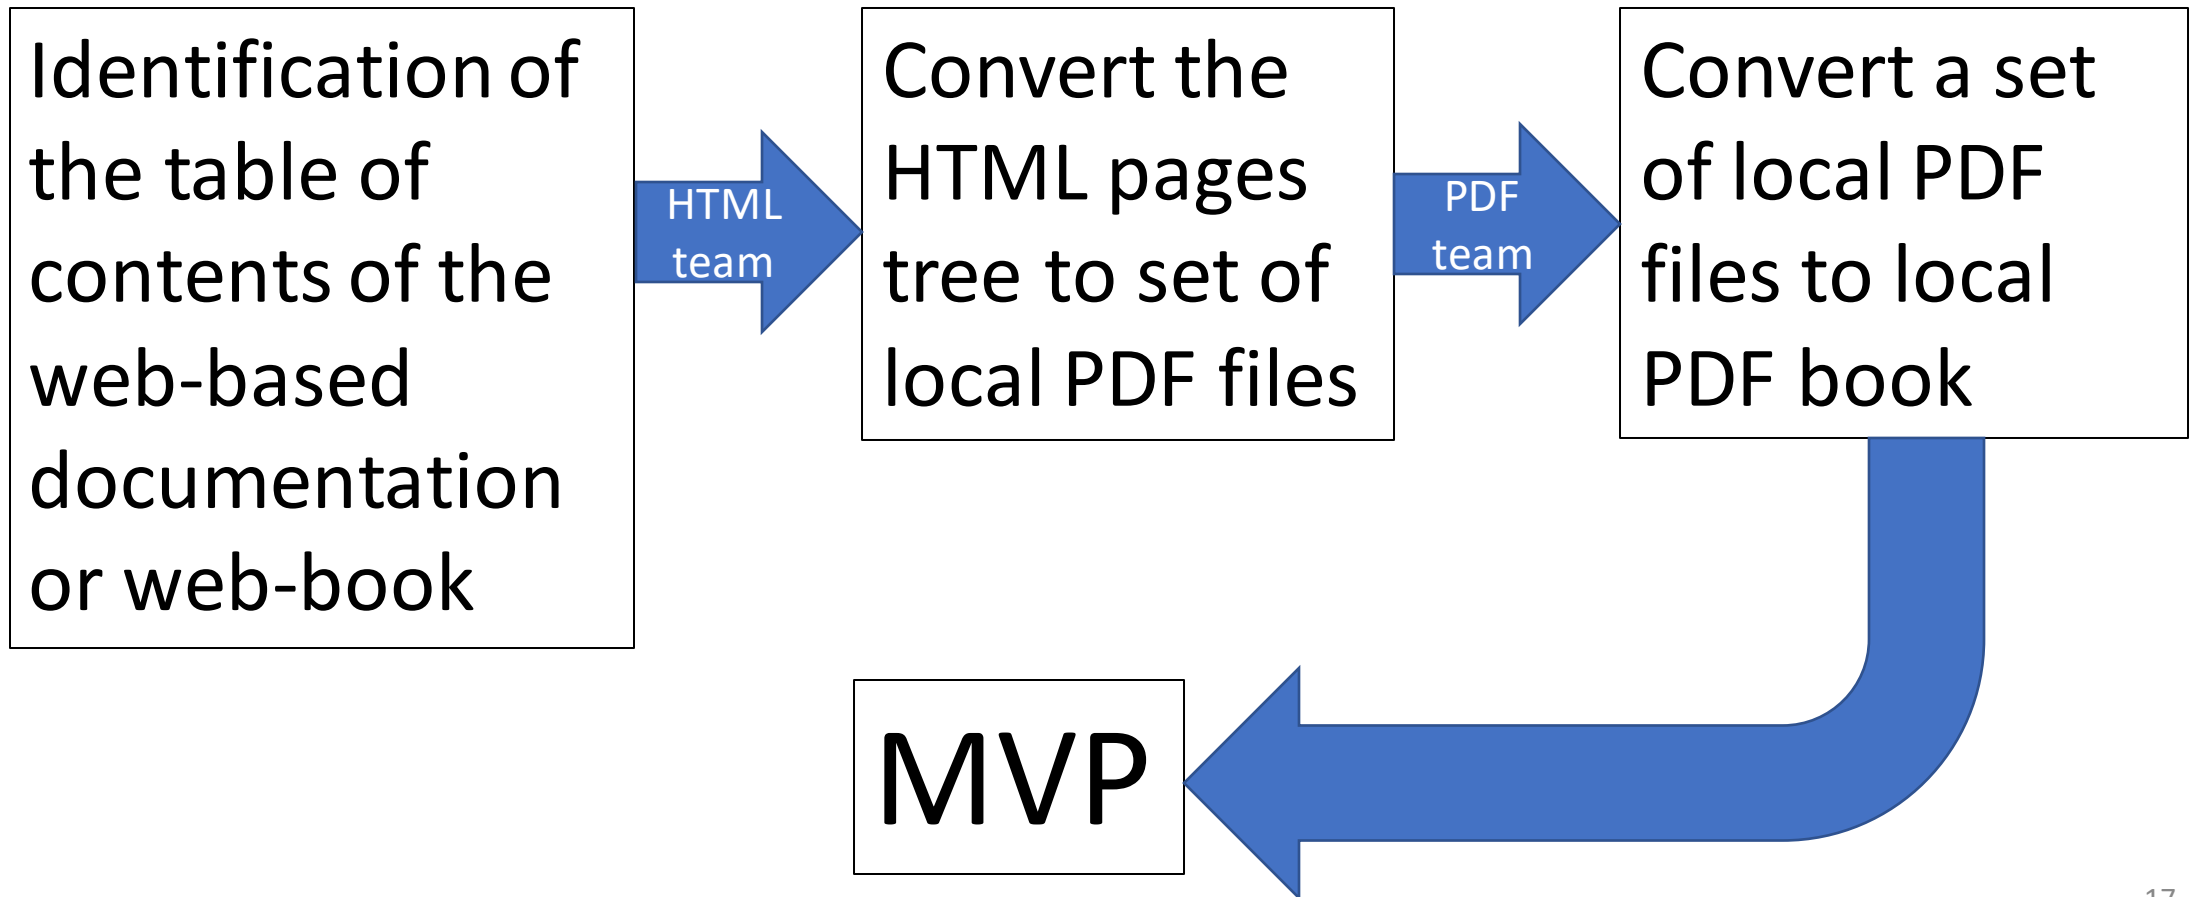 Identification of
the table of
contents of the
web-based
documentation
or web-book
HTML
team
Convert the
HTML pages
tree to set of
local PDF files
PDF
team
Convert a set
of local PDF
files to local
PDF book
MVP
17